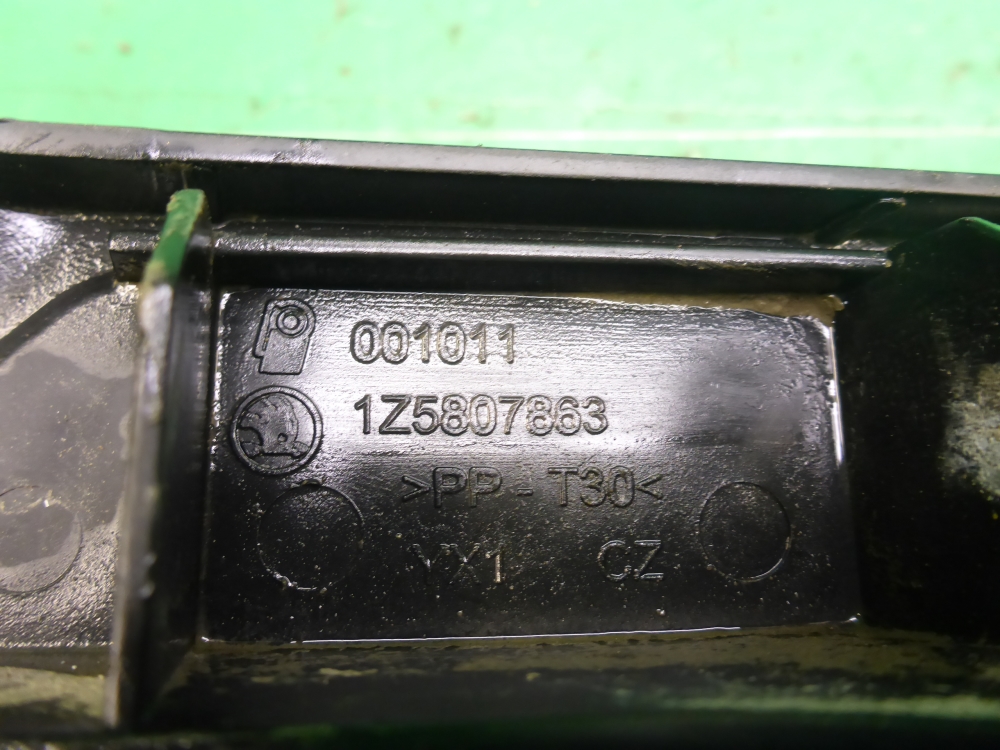 001011
1Z5807863
>PP-T30<
YX1 CZ